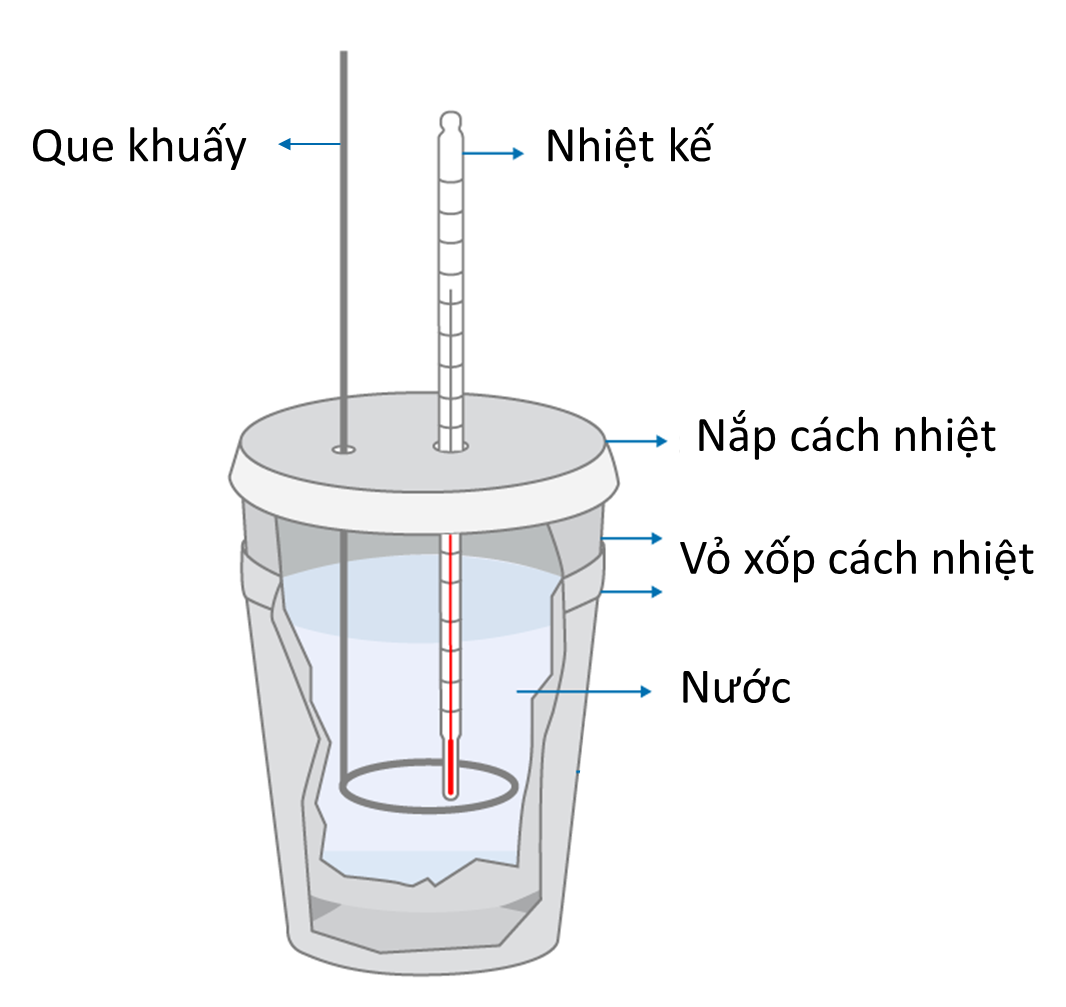 Que khuấy
Nhiệt kế
Nắp cách nhiệt
Vỏ xốp cách nhiệt
Nước